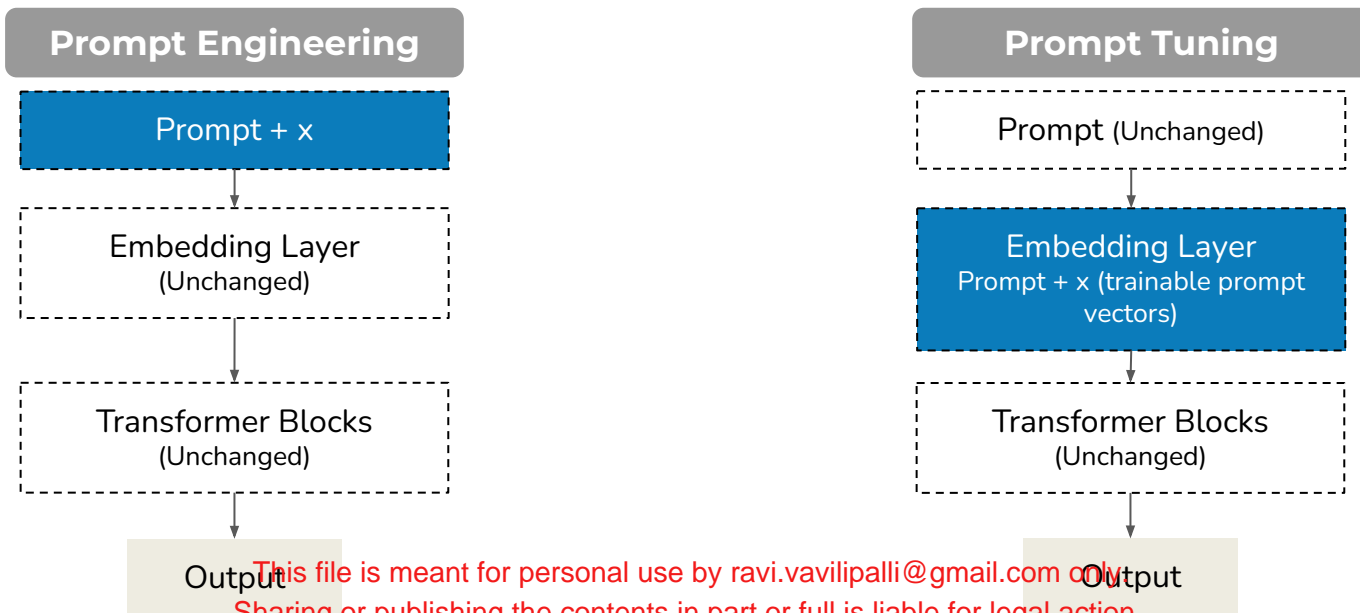 Prompt Engineering
Prompt + x
Embedding Layer
(Unchanged)
Transformer Blocks
(Unchanged)
Output
Prompt Tuning
Prompt (Unchanged)
Embedding Layer
Prompt + x (trainable prompt
vectors)
Transformer Blocks
(Unchanged)
Output
This file is meant for personal use by ravi.vavilipalli@gmail.com only.
Sharing or publishing the contents in part or full is liable for legal action.